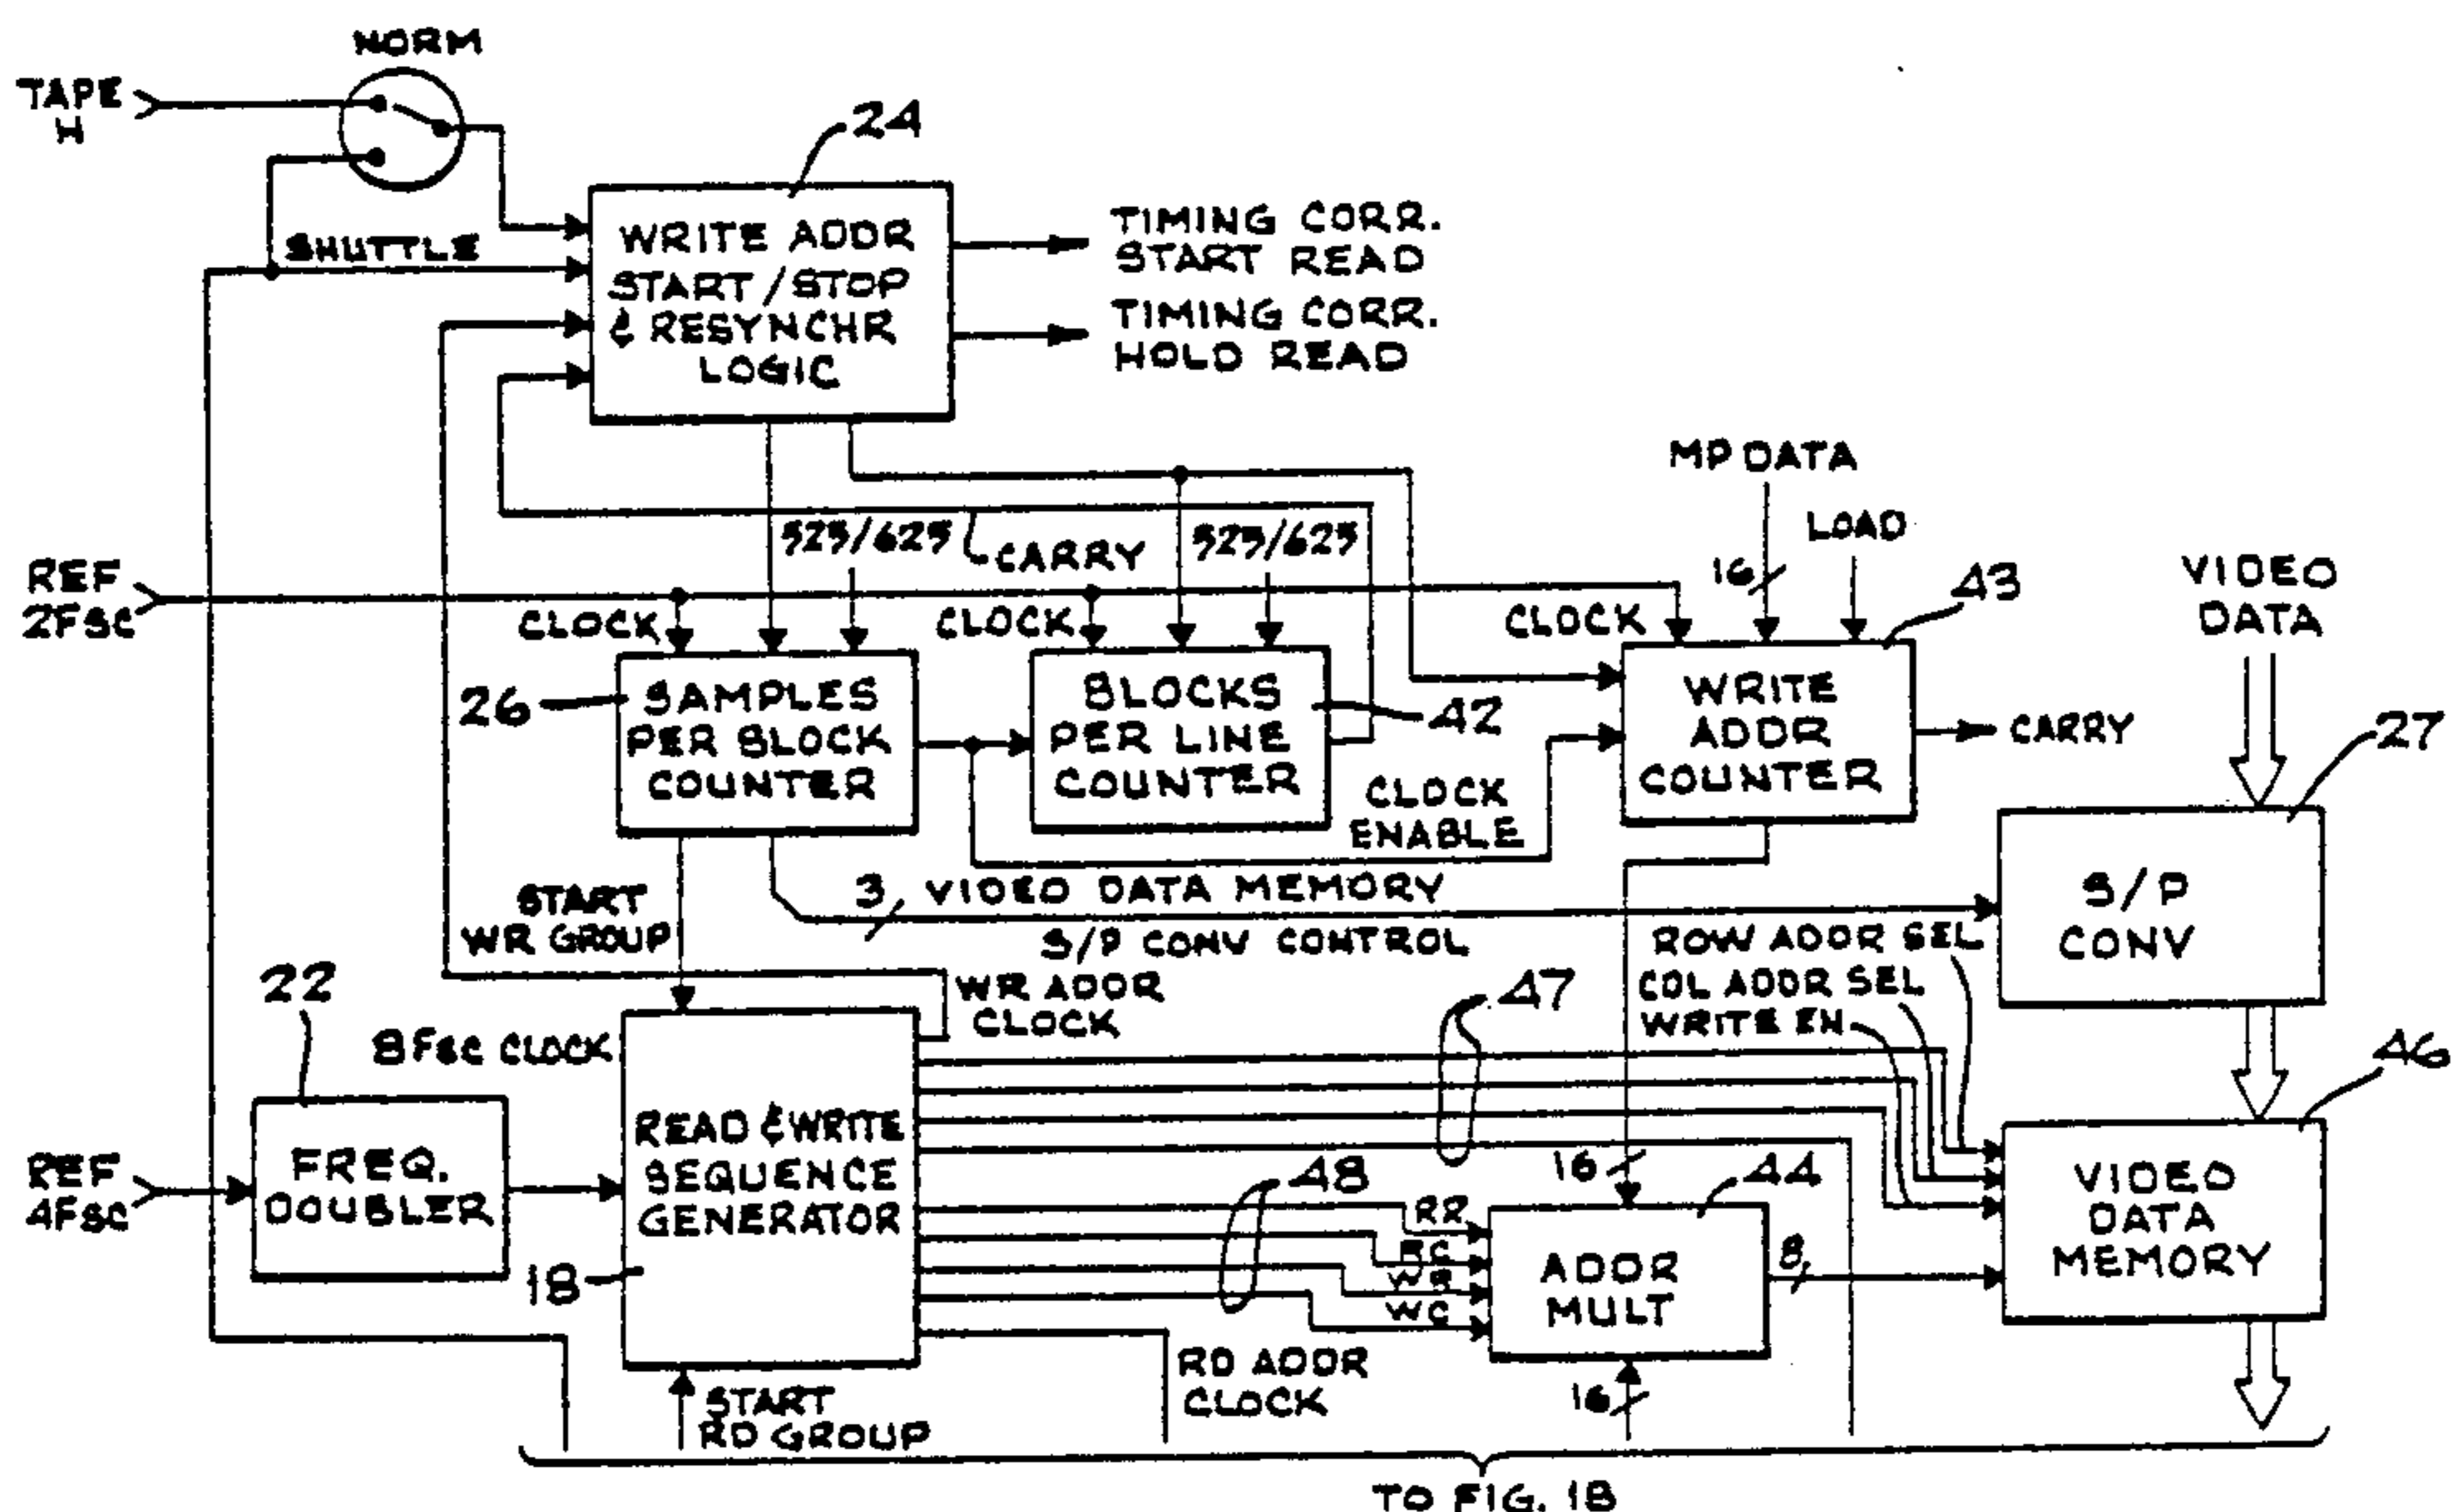 NORM
TAPE
H
24
WRITE ADDR
START/STOP
& RESYNCHR
LOGIC
SHUTTLE
TIMING CORR.
START READ
TIMING CORR.
HOLD READ
MP DATA
LOAD
16
525/625
CARRY
525/625
REF
2FSC
CLOCK
CLOCK
CLOCK
43
VIDEO
DATA
26
SAMPLES
PER BLOCK
COUNTER
BLOCKS
PER LINE
COUNTER
42
WRITE
ADDR
COUNTER
CARRY
27
CLOCK
ENABLE
START
WR GROUP
3
VIDEO DATA MEMORY
S/P CONV CONTROL
S/P
CONV
ROW ADDR SEL
COL ADDR SEL
WRITE EN
22
8FSC CLOCK
WR ADDR
CLOCK
47
46
REF
4FSC
FREQ.
DOUBLER
READ & WRITE
SEQUENCE
GENERATOR
18
48
16
44
RR
RC
WR
WC
ADDR
MULT
8
VIDEO
DATA
MEMORY
START
RD GROUP
RD ADDR
CLOCK
16
TO FIG. 1B